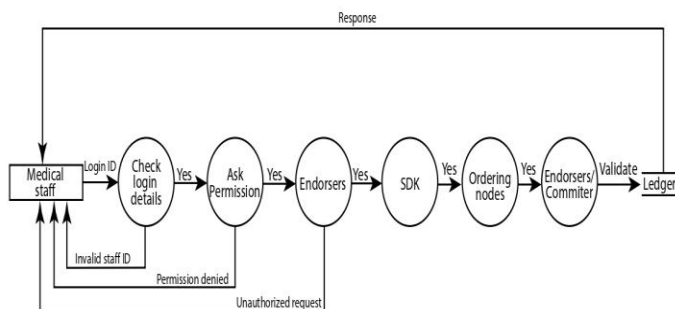 Response
Medical
staff
Login ID
Check
login
details
Yes
Ask
Permission
Yes
Endorsers
Yes
SDK
Yes
Ordering
nodes
Yes
Endorsers/
Commiter
Validate
Ledger
Invalid staff ID
Permission denied
Unauthorized request